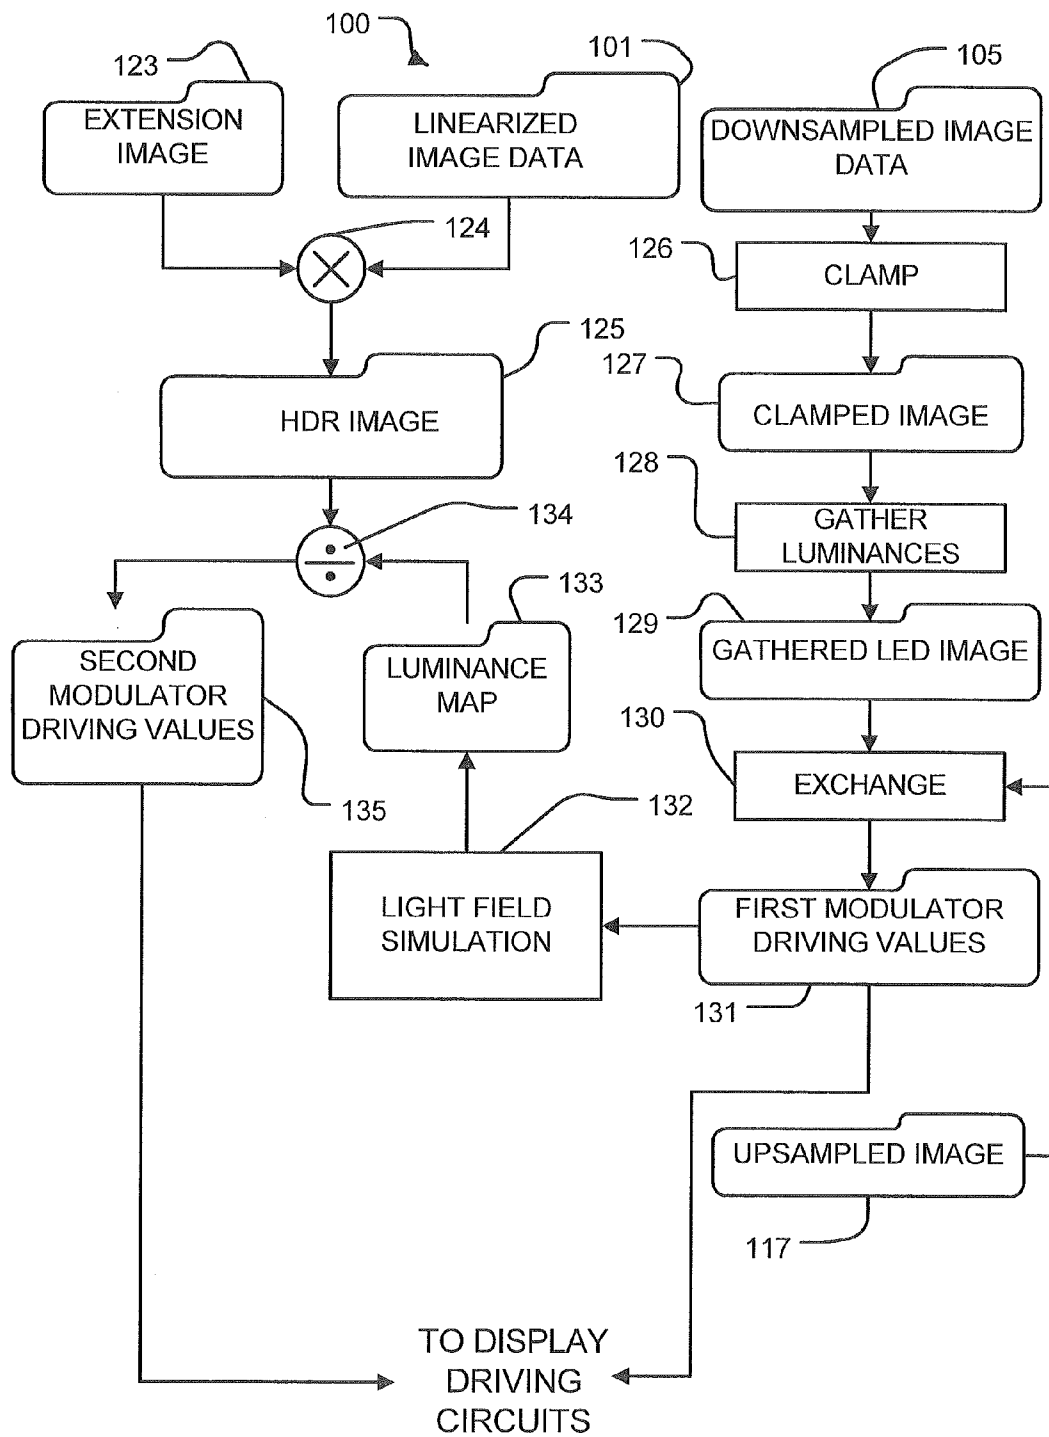 100
123
EXTENSION
IMAGE
101
LINEARIZED
IMAGE DATA
105
DOWNSAMPLED IMAGE
DATA
124
126
CLAMP
125
HDR IMAGE
127
CLAMPED IMAGE
128
GATHER
LUMINANCES
134
129
GATHERED LED IMAGE
133
LUMINANCE
MAP
SECOND
MODULATOR
DRIVING VALUES
135
130
EXCHANGE
132
LIGHT FIELD
SIMULATION
FIRST MODULATOR
DRIVING VALUES
131
UPSAMPLED IMAGE
117
TO DISPLAY
DRIVING
CIRCUITS